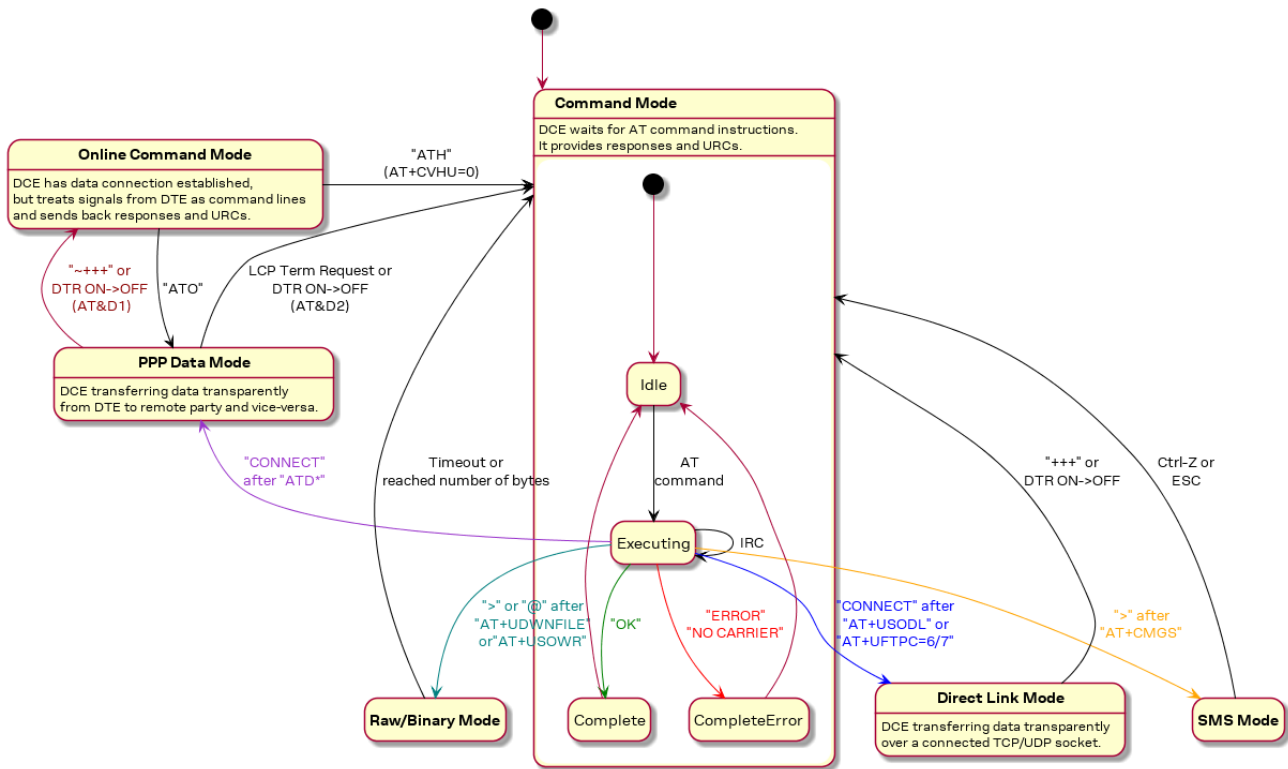 Command Mode
DCE waits for AT command instructions.
It provides responses and URCs.
Online Command Mode
DCE has data connection established,
but treats signals from DTE as command lines
and sends back responses and URCs.
"ATH"
(AT+CVHU=0)
"~+++" or
DTR ON->OFF
(AT&D1)
"ATO"
LCP Term Request or
DTR ON->OFF
(AT&D2)
PPP Data Mode
DCE transferring data transparently
from DTE to remote party and vice-versa.
Idle
"CONNECT"
after "ATD*"
Timeout or
reached number of bytes
AT
command
"+++" or
DTR ON->OFF
Ctrl-Z or
ESC
Executing
IRC
">" or "@" after
"AT+UDWNFILE"
or"AT+USOWR"
"OK"
"ERROR"
"NO CARRIER"
"CONNECT" after
"AT+USODL" or
"AT+UFTPC=6/7"
">" after
"AT+CMGS"
Raw/Binary Mode
Complete
CompleteError
Direct Link Mode
DCE transferring data transparently
over a connected TCP/UDP socket.
SMS Mode